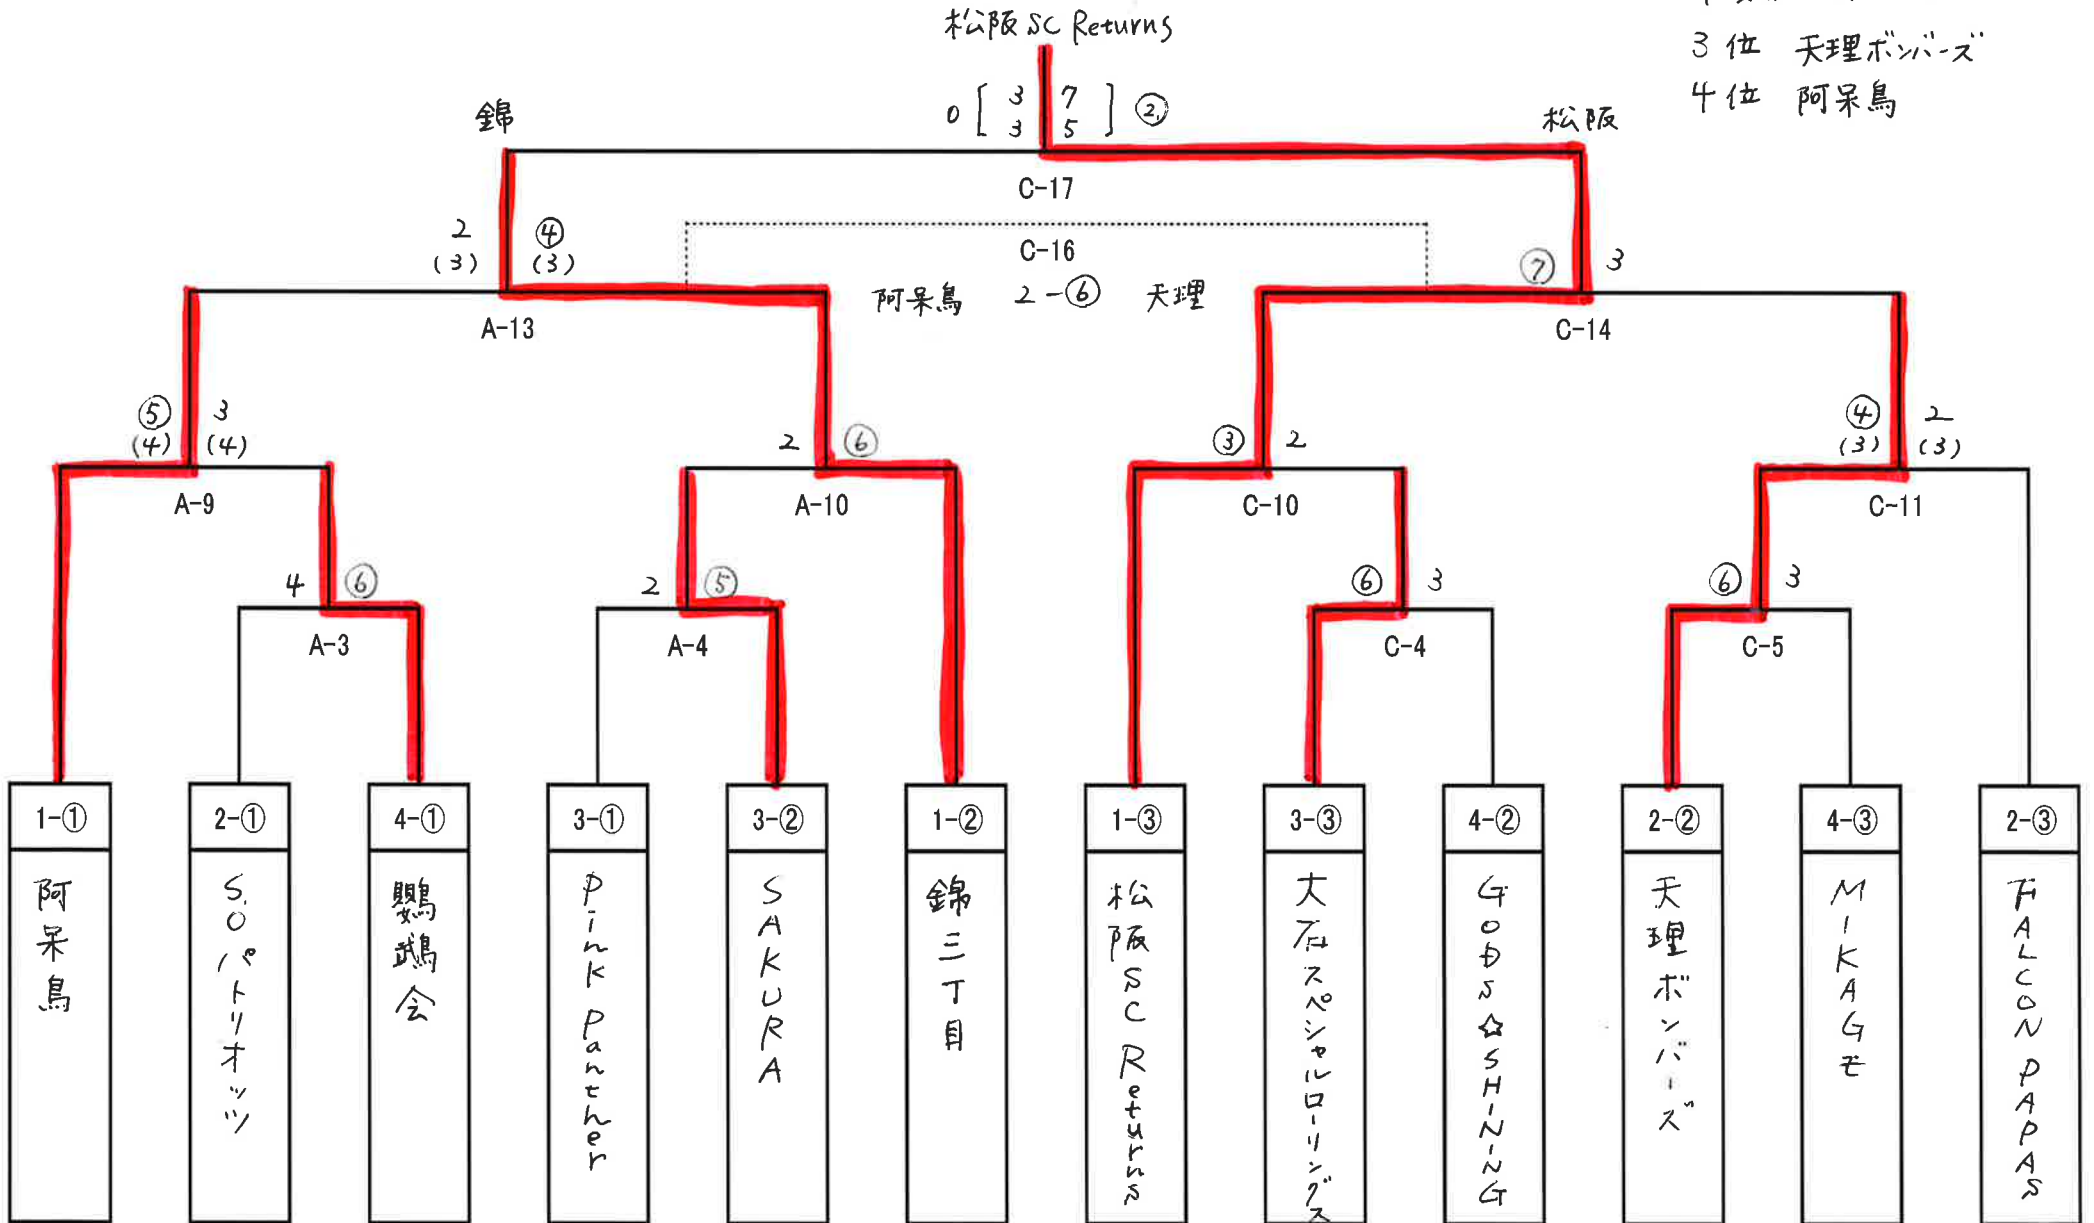 松阪 SC Returns
3位 天理ボンバーズ
4位 阿呆鳥
錦
0 [ 3 7 ] ②
3 5
松阪
C-17
2 ④
(3) (3)
C-16
⑦ 3
阿呆鳥 2-⑥ 天理
A-13
C-14
⑤ 3
(4) (4)
2 ⑥
③ 2
④ 2
(3) (3)
A-9
A-10
C-10
C-11
4 ⑥
2 ⑤
⑥ 3
⑥ 3
A-3
A-4
C-4
C-5
1-①
2-①
4-①
3-①
3-②
1-②
1-③
3-③
4-②
2-②
4-③
2-③
阿呆鳥
S.Oパトリオッツ
鸚鵡会
Pink Panther
SAKURA
錦三丁目
松阪SC Returns
大石スペシャルローリングス
GODS☆SHINING
天理ボンバーズ
MIKAGE
FALCON PAPAS